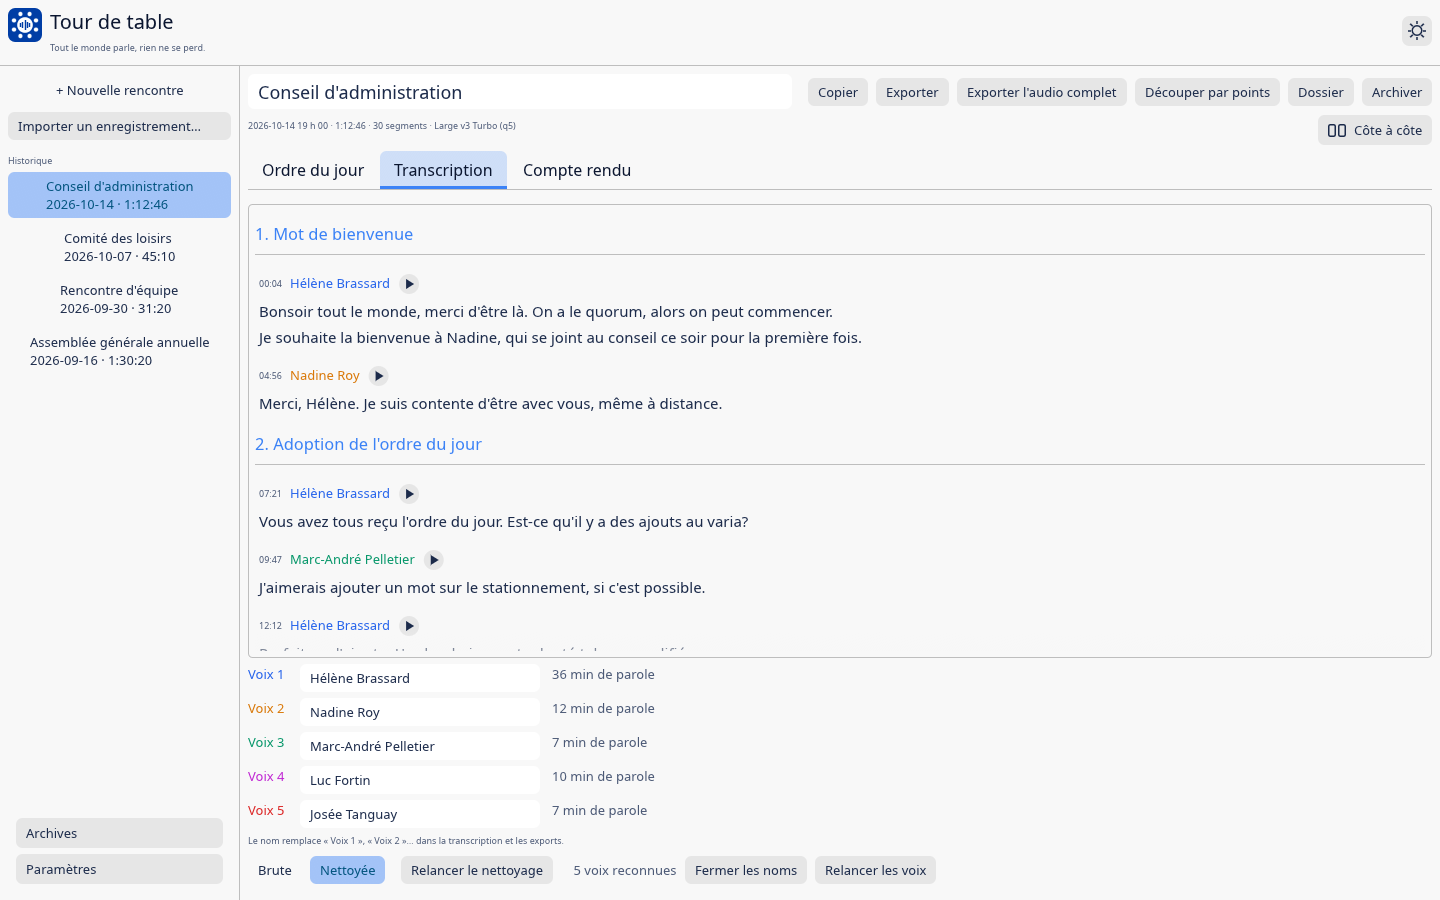 Tour de table
Tout le monde parle, rien ne se perd.
+ Nouvelle rencontre
Importer un enregistrement...
Historique
Conseil d'administration
2026-10-14 · 1:12:46
Comité des loisirs
2026-10-07 · 45:10
Rencontre d'équipe
2026-09-30 · 31:20
Assemblée générale annuelle
2026-09-16 · 1:30:20
Archives
Paramètres
Conseil d'administration
Copier
Exporter
Exporter l'audio complet
Découper par points
Dossier
Archiver
2026-10-14 19 h 00 · 1:12:46 · 30 segments · Large v3 Turbo (q5)
Côte à côte
Ordre du jour
Transcription
Compte rendu
1. Mot de bienvenue
00:04 Hélène Brassard
Bonsoir tout le monde, merci d'être là. On a le quorum, alors on peut commencer.
Je souhaite la bienvenue à Nadine, qui se joint au conseil ce soir pour la première fois.
04:56 Nadine Roy
Merci, Hélène. Je suis contente d'être avec vous, même à distance.
2. Adoption de l'ordre du jour
07:21 Hélène Brassard
Vous avez tous reçu l'ordre du jour. Est-ce qu'il y a des ajouts au varia?
09:47 Marc-André Pelletier
J'aimerais ajouter un mot sur le stationnement, si c'est possible.
12:12 Hélène Brassard
Voix 1 Hélène Brassard 36 min de parole
Voix 2 Nadine Roy 12 min de parole
Voix 3 Marc-André Pelletier 7 min de parole
Voix 4 Luc Fortin 10 min de parole
Voix 5 Josée Tanguay 7 min de parole
Le nom remplace « Voix 1 », « Voix 2 »... dans la transcription et les exports.
Brute
Nettoyée
Relancer le nettoyage
5 voix reconnues
Fermer les noms
Relancer les voix